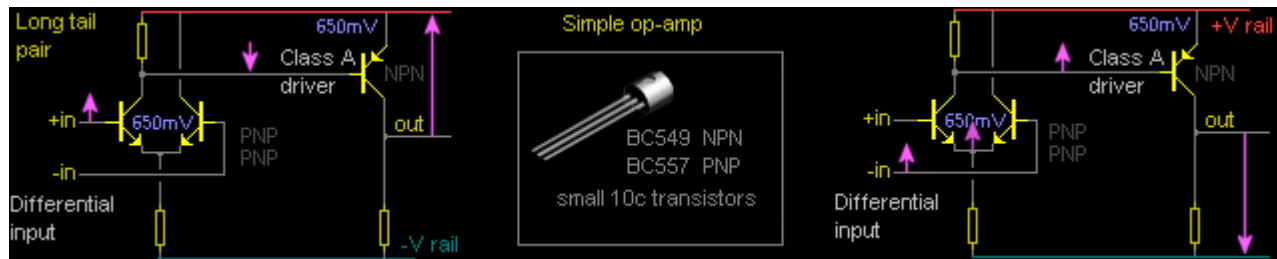 Long tail
pair
650mV
Class A
driver
NPN
+in
650mV
PNP
PNP
out
-in
Differential
input
-V rail
Simple op-amp
BC549 NPN
BC557 PNP
small 10c transistors
650mV
+V rail
Class A
driver
NPN
+in
650mV
PNP
PNP
out
-in
Differential
input